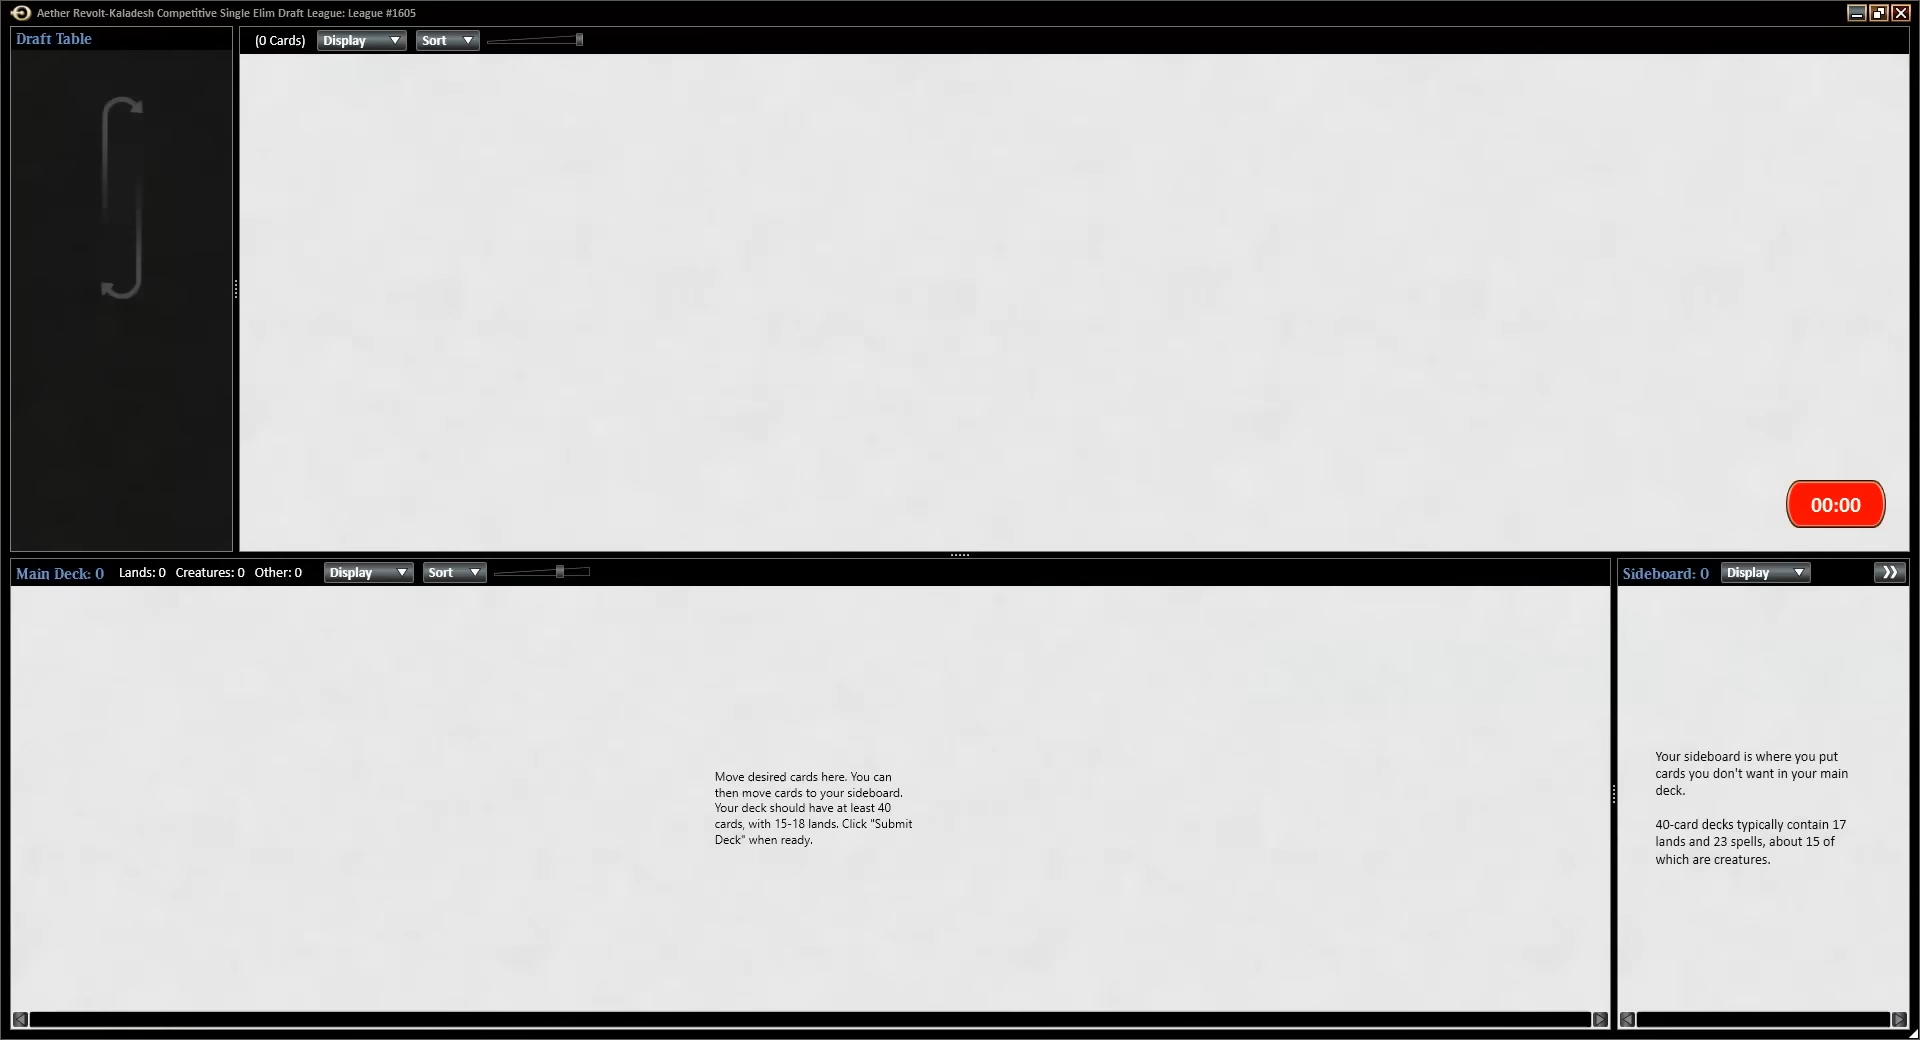 Aether Revolt-Kaladesh Competitive Single Elim Draft League: League #1605
Draft Table
(0 Cards) Display Sort
00:00
Main Deck: 0 Lands: 0 Creatures: 0 Other: 0 Display Sort
Move desired cards here. You can
then move cards to your sideboard.
Your deck should have at least 40
cards, with 15-18 lands. Click "Submit
Deck" when ready.
Sideboard: 0 Display
Your sideboard is where you put
cards you don't want in your main
deck.
40-card decks typically contain 17
lands and 23 spells, about 15 of
which are creatures.